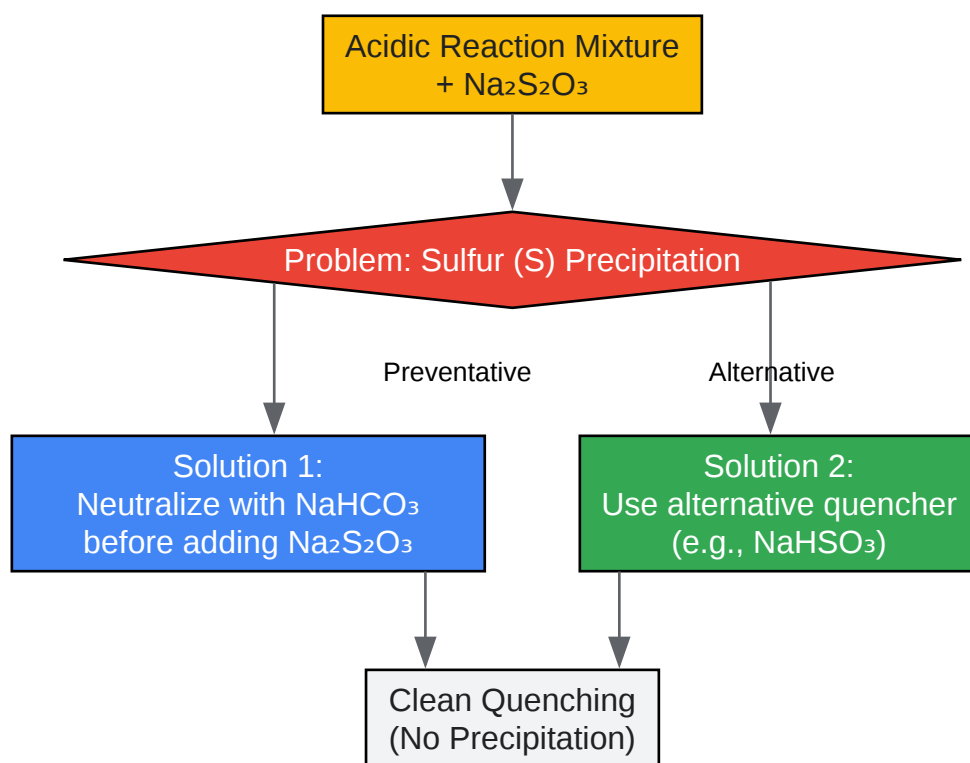 Acidic Reaction Mixture
+ Na₂S₂O₃
Problem: Sulfur (S) Precipitation
Preventative
Alternative
Solution 1:
Neutralize with NaHCO₃
before adding Na₂S₂O₃
Solution 2:
Use alternative quencher
(e.g., NaHSO₃)
Clean Quenching
(No Precipitation)